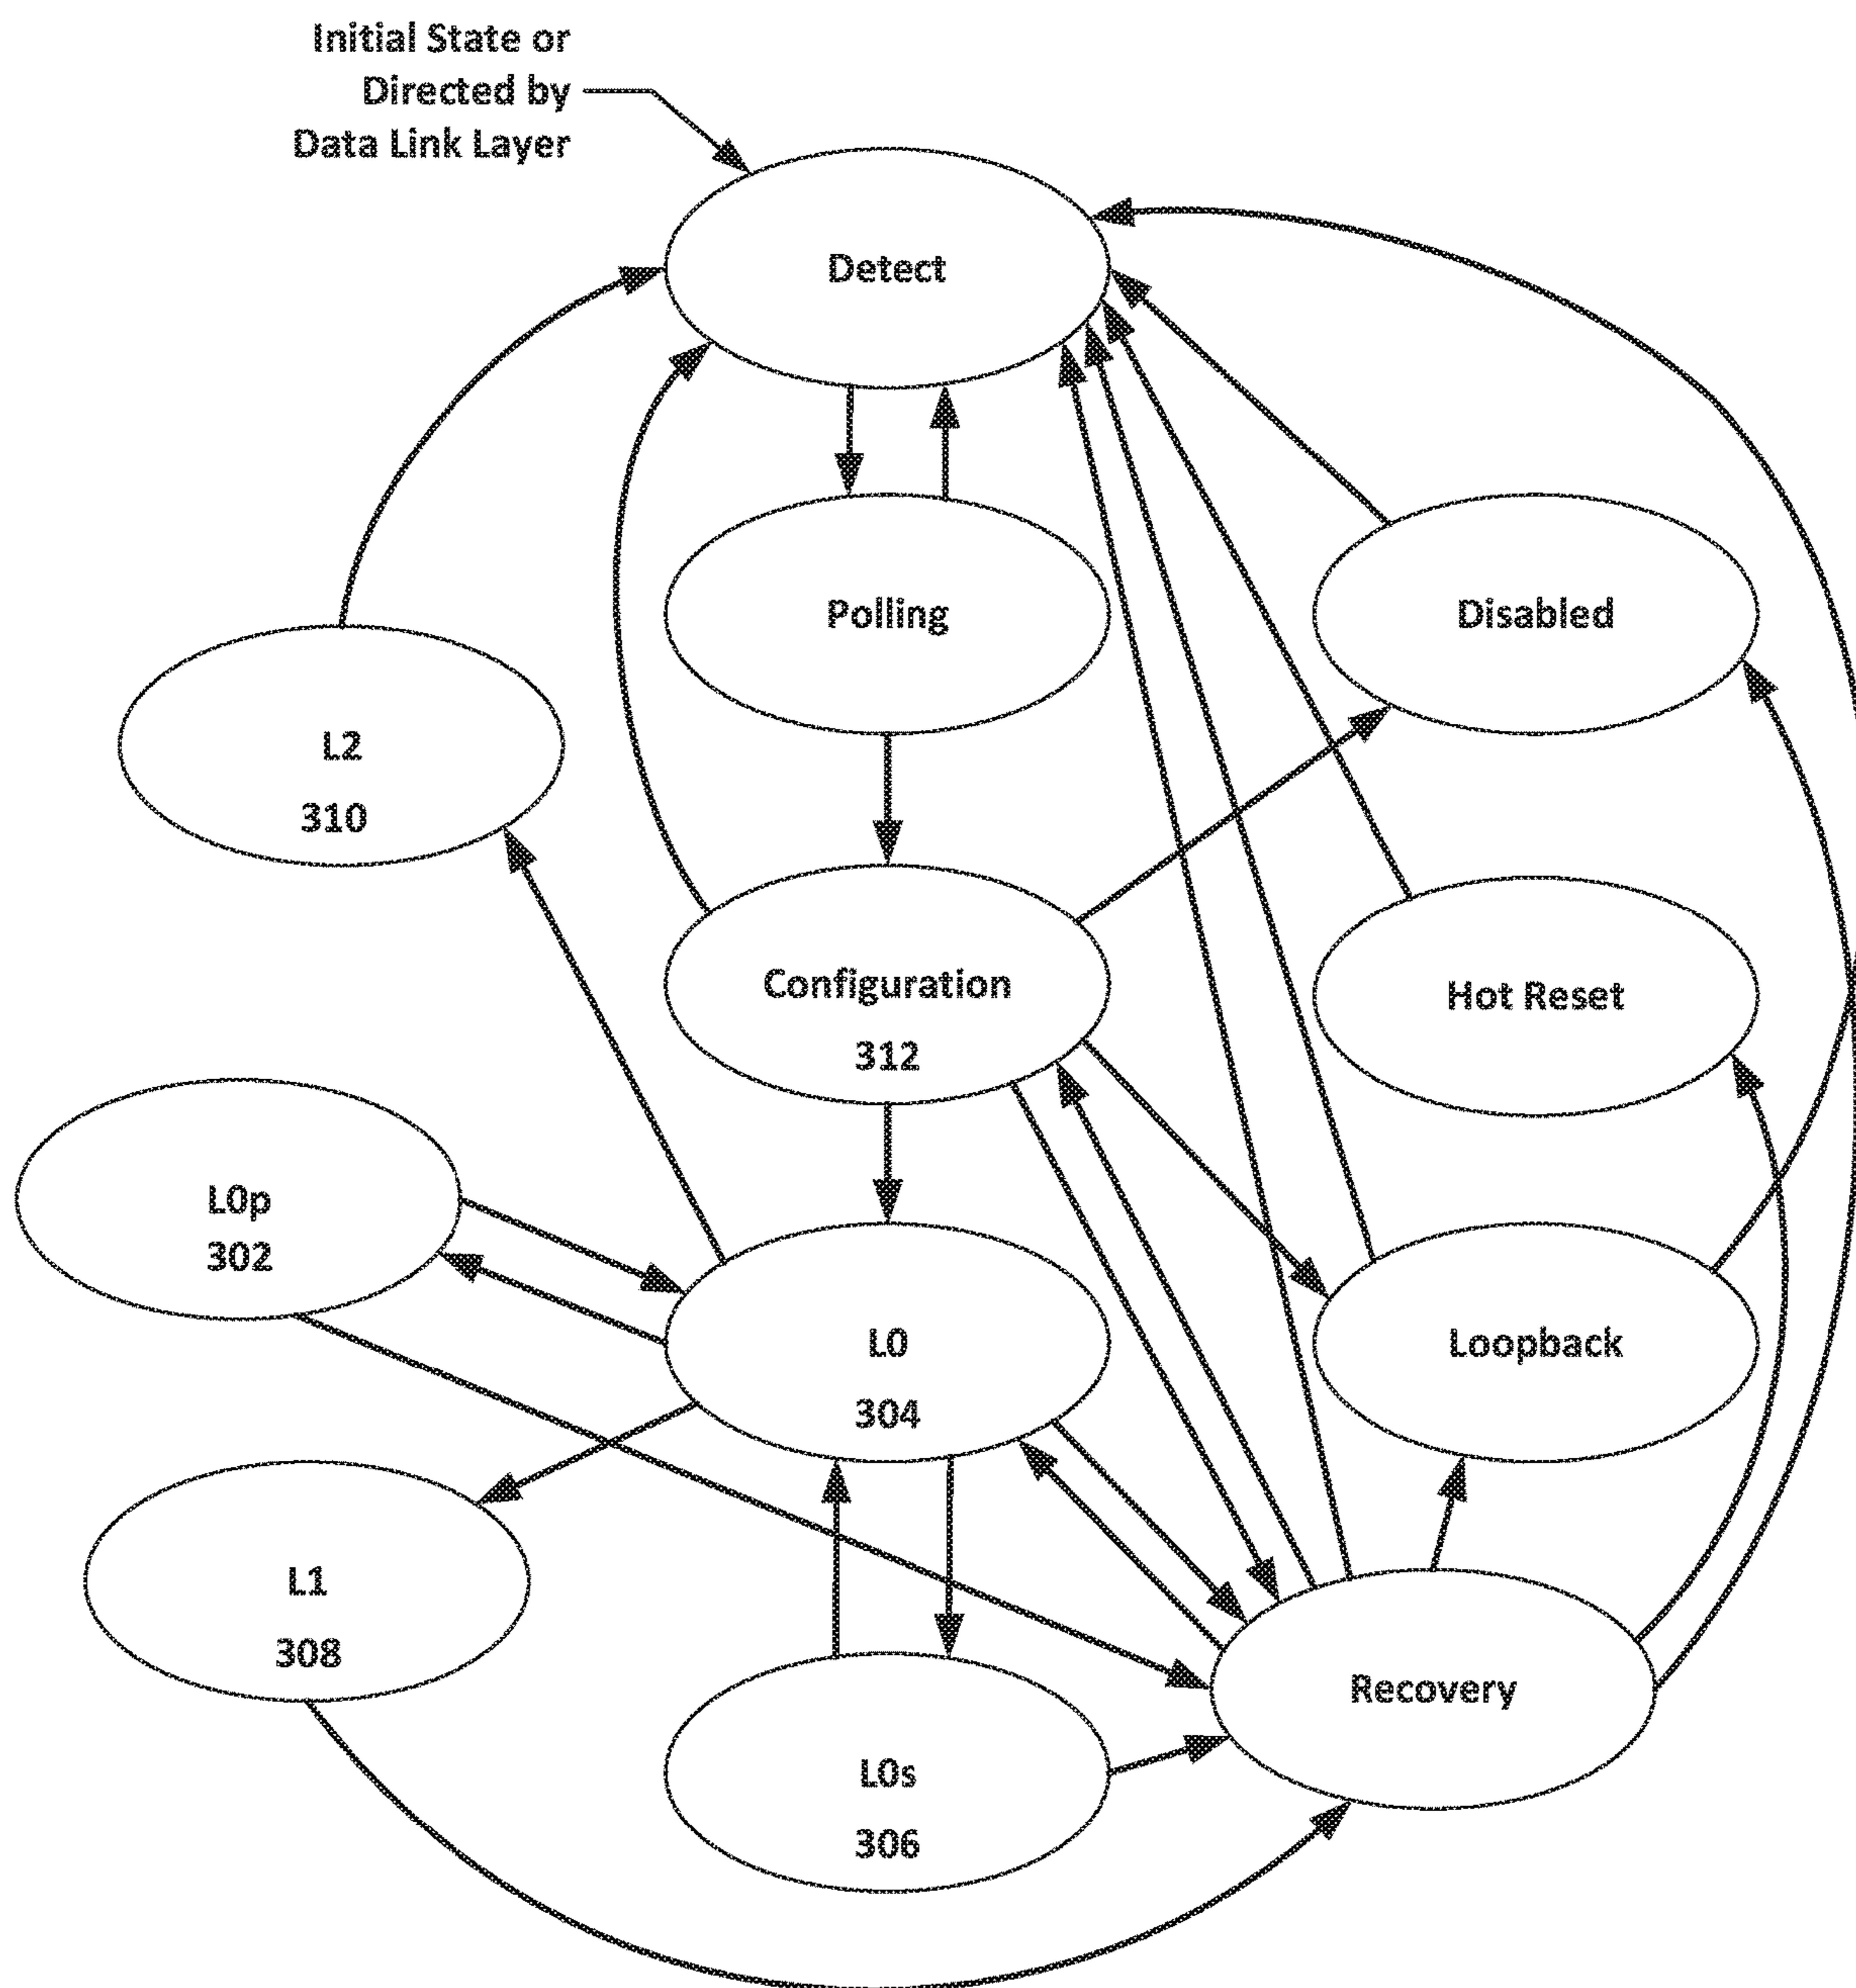 Initial State or
Directed by
Data Link Layer
Detect
Polling
Disabled
L2
310
Configuration
312
Hot Reset
L0p
302
L0
304
Loopback
L1
308
Recovery
L0s
306